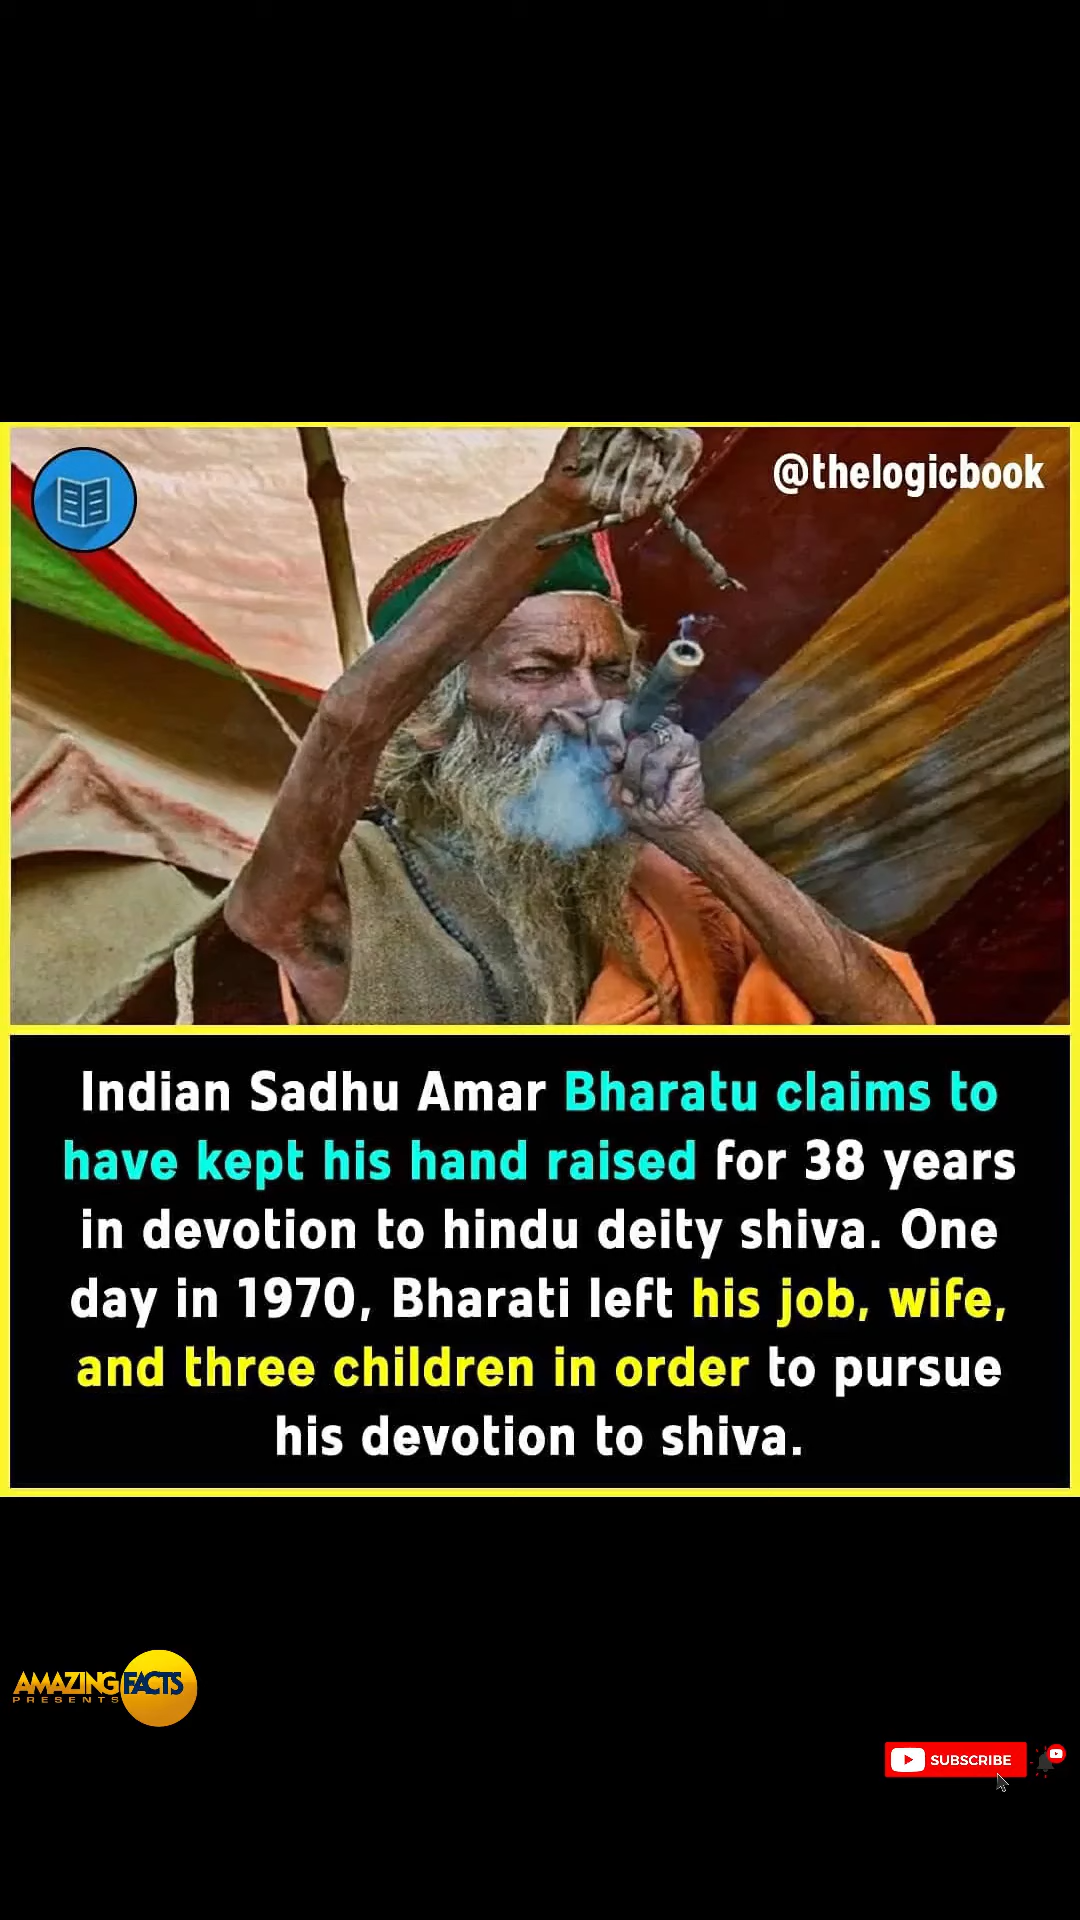 @thelogicbook
Indian Sadhu Amar Bharatu claims to
have kept his hand raised for 38 years
in devotion to hindu deity shiva. One
day in 1970, Bharati left his job, wife,
and three children in order to pursue
his devotion to shiva.
AMAZING FACTS
PRESENTS
SUBSCRIBE